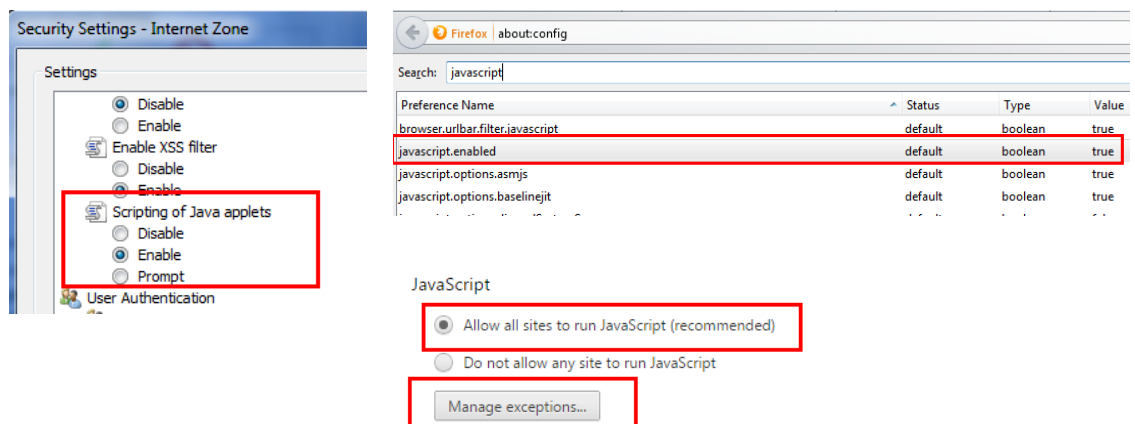 Security Settings - Internet Zone
Settings
Disable
Enable
Enable XSS filter
Disable
Enable
Scripting of Java applets
Disable
Enable
Prompt
User Authentication
Firefox about:config
Search: javascript
Preference Name Status Type Value
browser.urlbar.filter.javascript default boolean true
javascript.enabled default boolean true
javascript.options.asmjs default boolean true
javascript.options.baselinejit default boolean true
JavaScript
Allow all sites to run JavaScript (recommended)
Do not allow any site to run JavaScript
Manage exceptions...